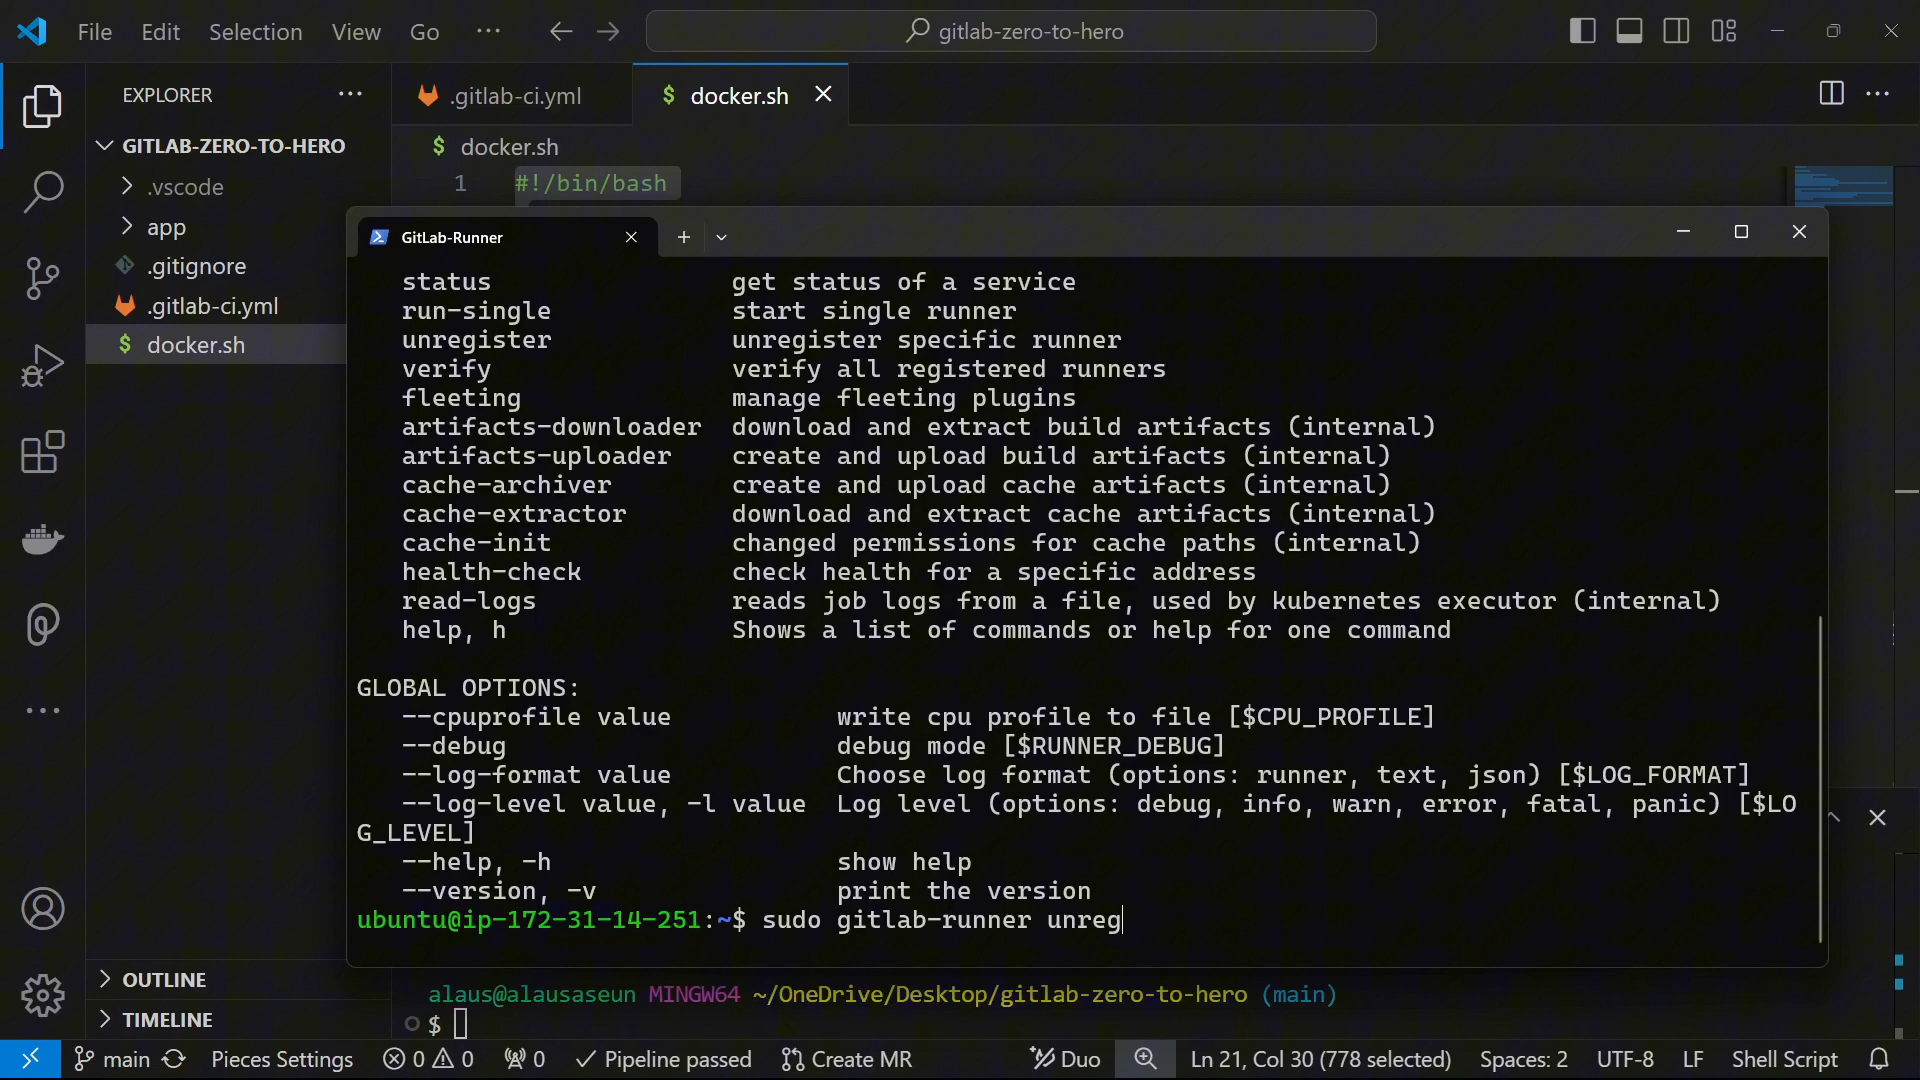 File Edit Selection View Go ··· gitlab-zero-to-hero
EXPLORER ···
.gitlab-ci.yml
$ docker.sh
GITLAB-ZERO-TO-HERO
.vscode
app
.gitignore
.gitlab-ci.yml
$ docker.sh
$ docker.sh
1 #!/bin/bash
GitLab-Runner
status get status of a service
run-single start single runner
unregister unregister specific runner
verify verify all registered runners
fleeting manage fleeting plugins
artifacts-downloader download and extract build artifacts (internal)
artifacts-uploader create and upload build artifacts (internal)
cache-archiver create and upload cache artifacts (internal)
cache-extractor download and extract cache artifacts (internal)
cache-init changed permissions for cache paths (internal)
health-check check health for a specific address
read-logs reads job logs from a file, used by kubernetes executor (internal)
help, h Shows a list of commands or help for one command
GLOBAL OPTIONS:
--cpuprofile value write cpu profile to file [$CPU_PROFILE]
--debug debug mode [$RUNNER_DEBUG]
--log-format value Choose log format (options: runner, text, json) [$LOG_FORMAT]
--log-level value, -l value Log level (options: debug, info, warn, error, fatal, panic) [$LO
G_LEVEL]
--help, -h show help
--version, -v print the version
ubuntu@ip-172-31-14-251:~$ sudo gitlab-runner unreg
OUTLINE
TIMELINE
alaus@alausaseun MINGW64 ~/OneDrive/Desktop/gitlab-zero-to-hero (main)
$
main Pieces Settings 0 0 0 Pipeline passed Create MR Duo Ln 21, Col 30 (778 selected) Spaces: 2 UTF-8 LF Shell Script